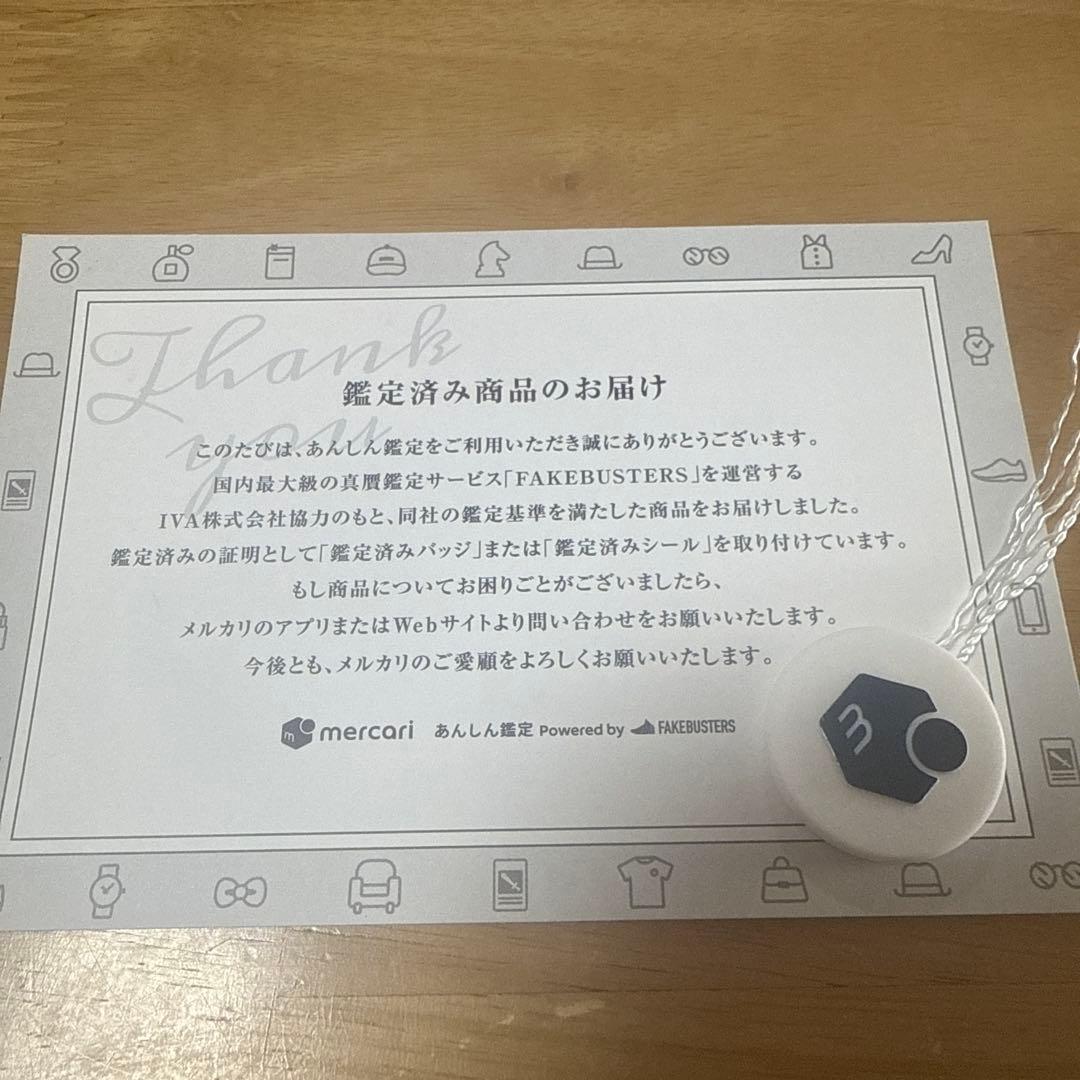 Thank you
鑑定済み商品のお届け
このたびは、あんしん鑑定をご利用いただき誠にありがとうございます。
国内最大級の真贋鑑定サービス「FAKEBUSTERS」を運営する
IVA株式会社協力のもと、同社の鑑定基準を満たした商品をお届けしました。
鑑定済みの証明として「鑑定済みバッジ」または「鑑定済みシール」を取り付けています。
もし商品についてお困りごとがございましたら、
メルカリのアプリまたはWebサイトより問い合わせをお願いいたします。
今後とも、メルカリのご愛顧をよろしくお願いいたします。
m mercari あんしん鑑定 Powered by FAKEBUSTERS
m